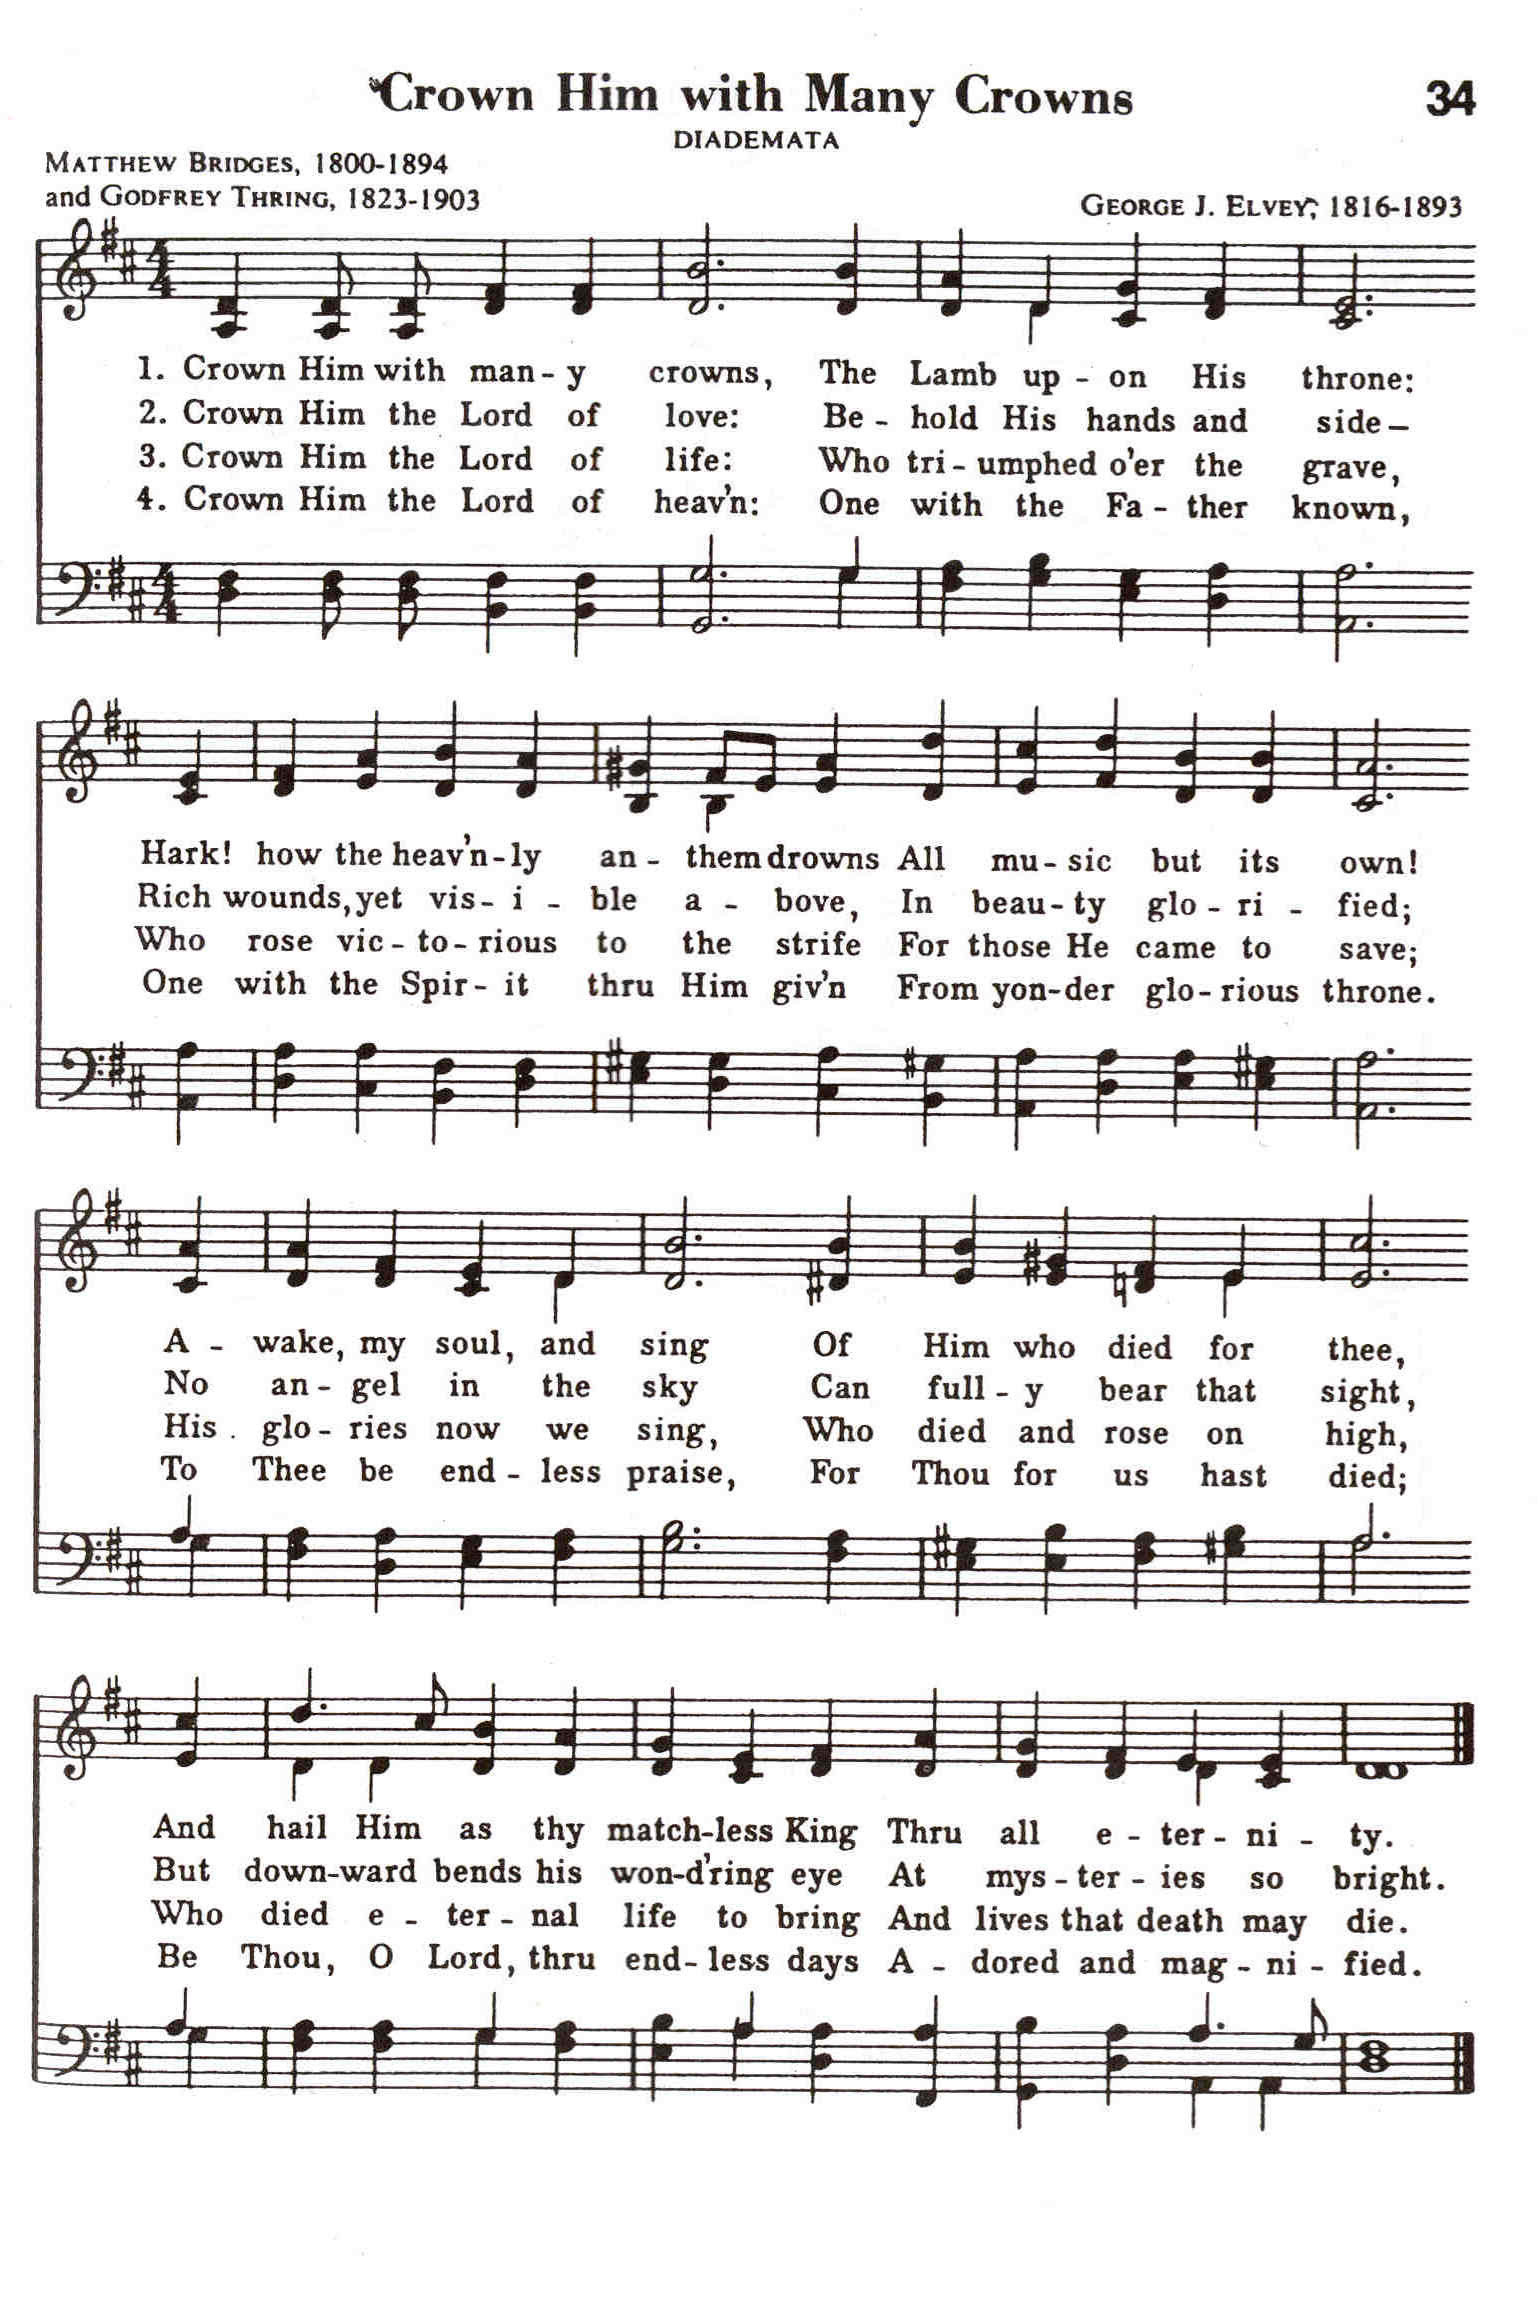 Crown Him with Many Crowns 34
DIADEMATA
MATTHEW BRIDGES, 1800-1894
and GODFREY THRING, 1823-1903
GEORGE J. ELVEY, 1816-1893
4
4
1. Crown Him with man - y crowns, The Lamb up - on His throne:
2. Crown Him the Lord of love: Be - hold His hands and side —
3. Crown Him the Lord of life: Who tri - umphed o'er the grave,
4. Crown Him the Lord of heav'n: One with the Fa - ther known,
4
4
Hark! how the heav'n - ly an - them drowns All mu - sic but its own!
Rich wounds, yet vis - i - ble a - bove, In beau - ty glo - ri - fied;
Who rose vic - to - rious to the strife For those He came to save;
One with the Spir - it thru Him giv'n From yon-der glo - rious throne.
A - wake, my soul, and sing Of Him who died for thee,
No an - gel in the sky Can full - y bear that sight,
His glo - ries now we sing, Who died and rose on high,
To Thee be end - less praise, For Thou for us hast died;
And hail Him as thy match-less King Thru all e - ter - ni - ty.
But down-ward bends his won-d'ring eye At mys - ter - ies so bright.
Who died e - ter - nal life to bring And lives that death may die.
Be Thou, O Lord, thru end - less days A - dored and mag - ni - fied.